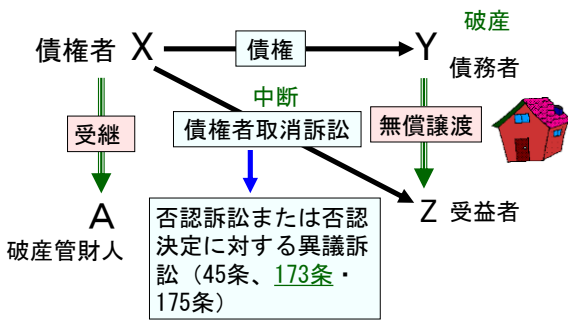 破産
債権者 X
債権
Y
債務者
中断
受継
債権者取消訴訟
無償譲渡
A
破産管財人
Z 受益者
否認訴訟または否認
決定に対する異議訴
訟（45条、173条・
175条）